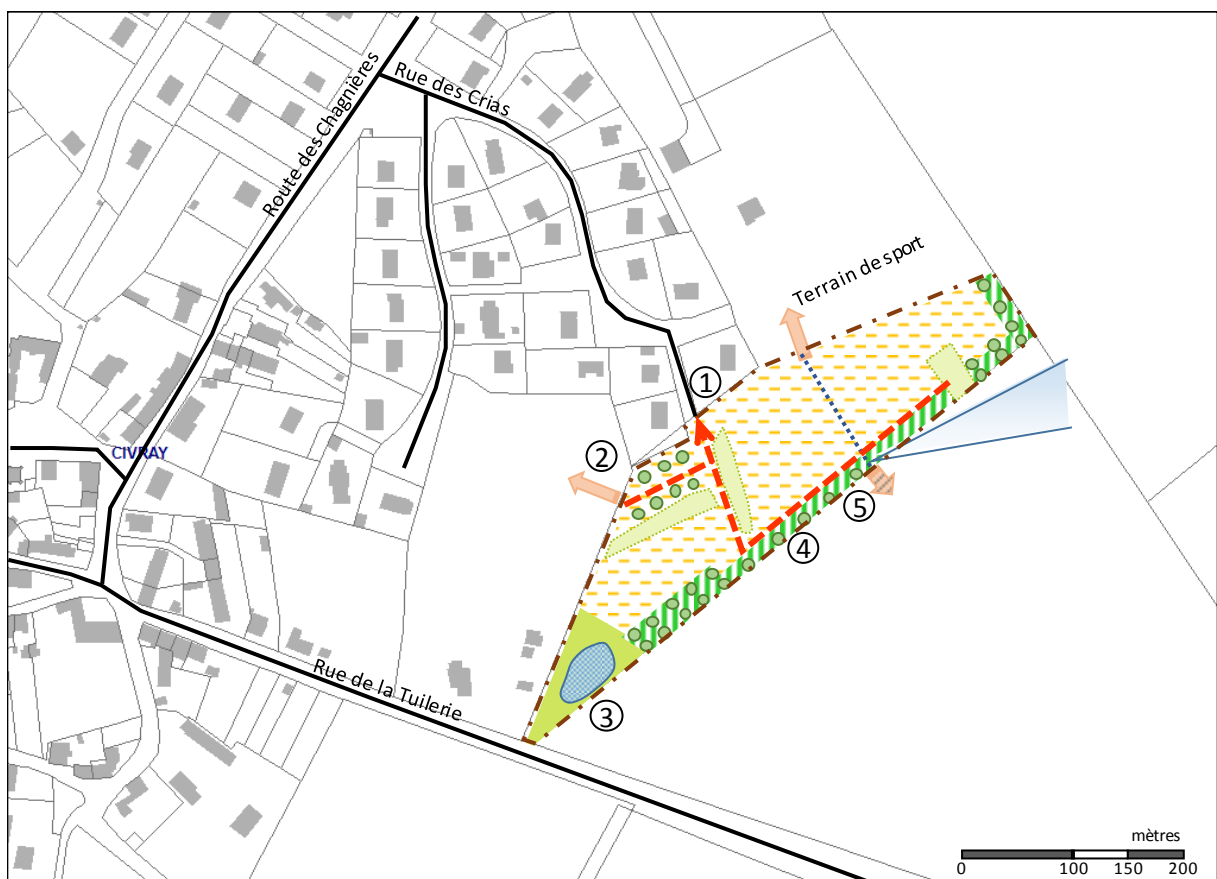 Route des Chagnières
Rue des Crias
Terrain de sport
①
②
CIVRAY
⑤
④
Rue de la Tuilerie
③
mètres
0 100 150 200